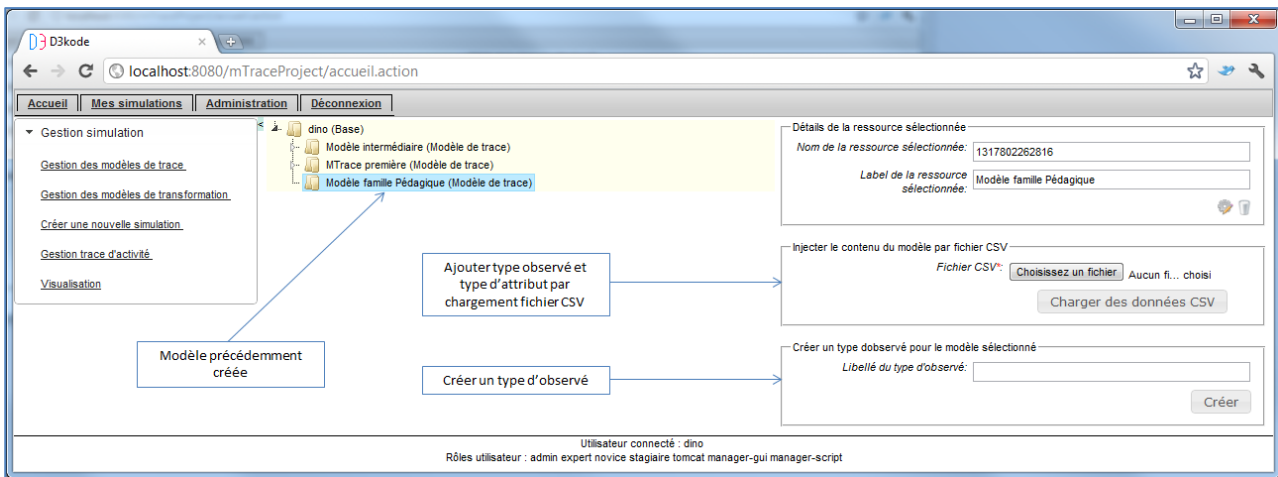 D3kode
localhost:8080/mTraceProject/accueil.action
Accueil Mes simulations Administration Déconnexion
Gestion simulation
Gestion des modèles de trace
Gestion des modèles de transformation
Créer une nouvelle simulation
Gestion trace d'activité
Visualisation
<
dino (Base)
Modèle intermédiaire (Modèle de trace)
MTrace première (Modèle de trace)
Modèle famille Pédagique (Modèle de trace)
Modèle précédemment
créée
Ajouter type observé et
type d'attribut par
chargement fichier CSV
Créer un type d'observé
Détails de la ressource sélectionnée
Nom de la ressource sélectionnée: 1317802262816
Label de la ressource
sélectionnée: Modèle famille Pédagique
Injecter le contenu du modèle par fichier CSV
Fichier CSV*: Choisissez un fichier Aucun fi... choisi
Charger des données CSV
Créer un type dobservé pour le modèle sélectionné
Libellé du type d'observé:
Créer
Utilisateur connecté : dino
Rôles utilisateur : admin expert novice stagiaire tomcat manager-gui manager-script